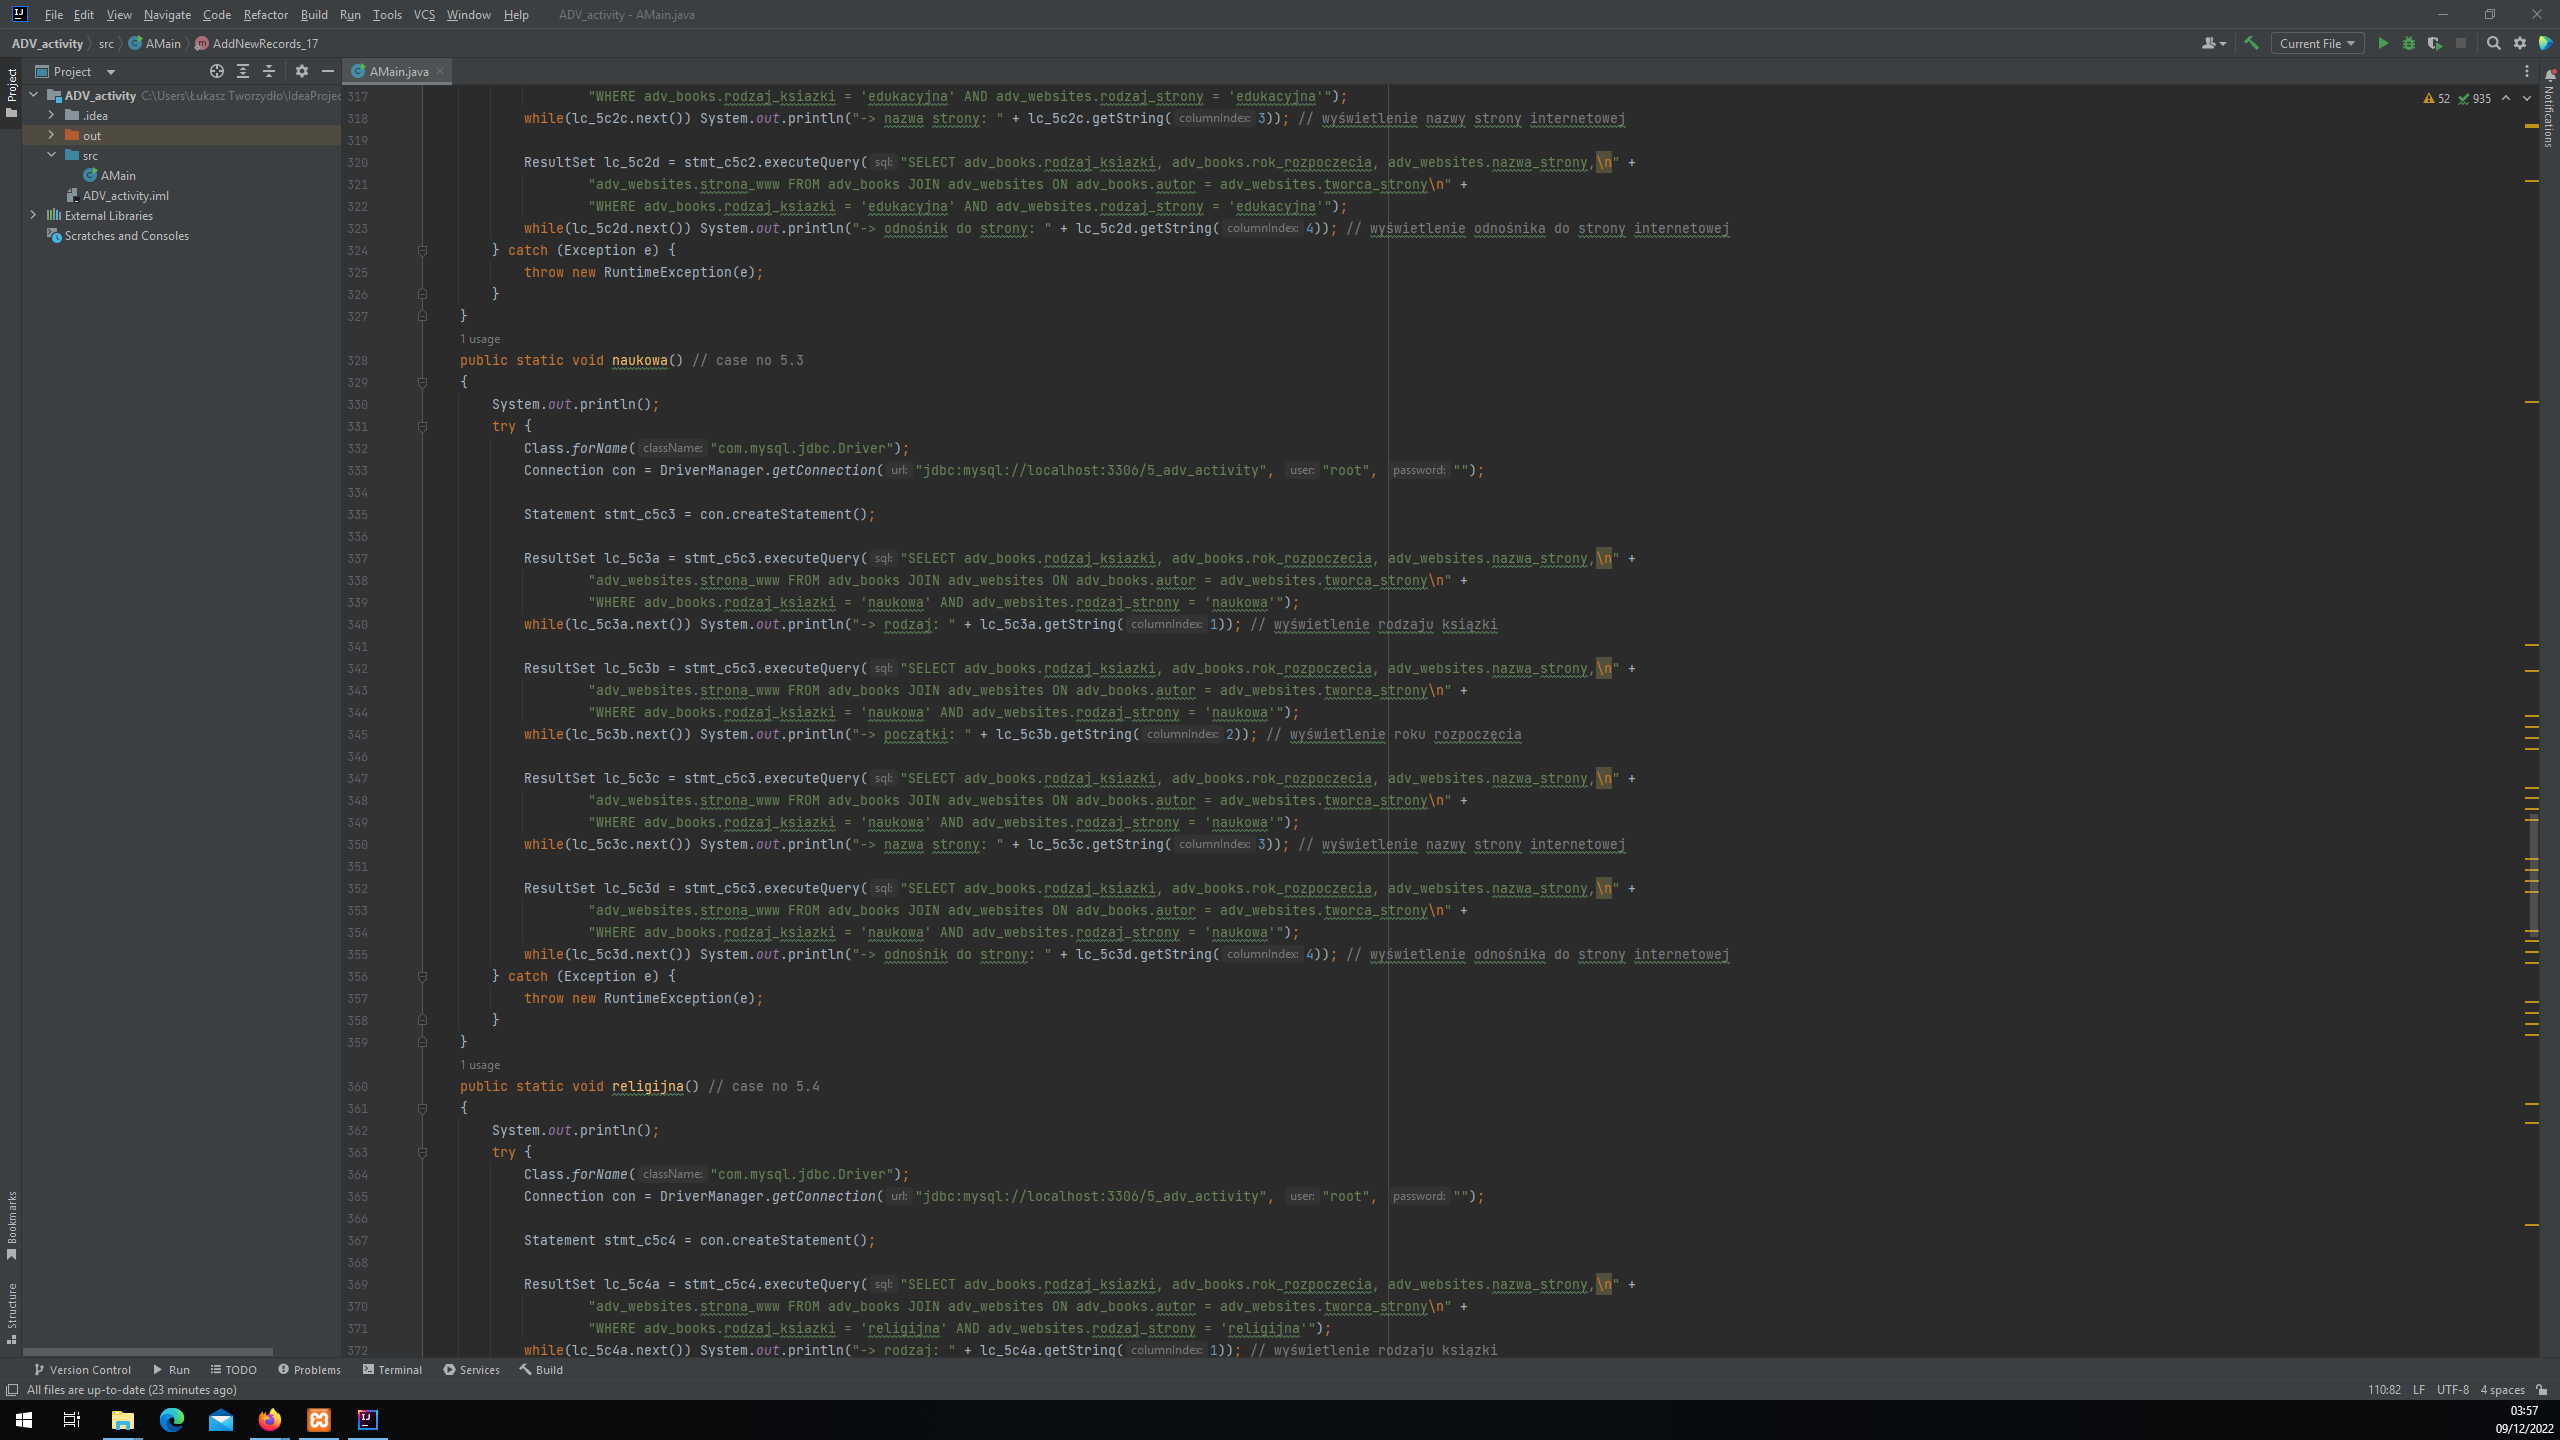 File Edit View Navigate Code Refactor Build Run Tools VCS Window Help ADV_activity - AMain.java
ADV_activity src AMain AddNewRecords_17 Current File
Project AMain.java
Project
ADV_activity C:\Users\Łukasz Tworzydło\IdeaProjec
.idea
out
src
AMain
ADV_activity.iml
External Libraries
Scratches and Consoles
Bookmarks
Structure
Notifications
52 935
317 "WHERE adv_books.rodzaj_ksiazki = 'edukacyjna' AND adv_websites.rodzaj_strony = 'edukacyjna'");
318 while(lc_5c2c.next()) System.out.println("-> nazwa strony: " + lc_5c2c.getString( columnIndex: 3)); // wyświetlenie nazwy strony internetowej
319
320 ResultSet lc_5c2d = stmt_c5c2.executeQuery( sql: "SELECT adv_books.rodzaj_ksiazki, adv_books.rok_rozpoczecia, adv_websites.nazwa_strony,\n" +
321 "adv_websites.strona_www FROM adv_books JOIN adv_websites ON adv_books.autor = adv_websites.tworca_strony\n" +
322 "WHERE adv_books.rodzaj_ksiazki = 'edukacyjna' AND adv_websites.rodzaj_strony = 'edukacyjna'");
323 while(lc_5c2d.next()) System.out.println("-> odnośnik do strony: " + lc_5c2d.getString( columnIndex: 4)); // wyświetlenie odnośnika do strony internetowej
324 } catch (Exception e) {
325 throw new RuntimeException(e);
326 }
327 }
1 usage
328 public static void naukowa() // case no 5.3
329 {
330 System.out.println();
331 try {
332 Class.forName( className: "com.mysql.jdbc.Driver");
333 Connection con = DriverManager.getConnection( url: "jdbc:mysql://localhost:3306/5_adv_activity", user: "root", password: "");
334
335 Statement stmt_c5c3 = con.createStatement();
336
337 ResultSet lc_5c3a = stmt_c5c3.executeQuery( sql: "SELECT adv_books.rodzaj_ksiazki, adv_books.rok_rozpoczecia, adv_websites.nazwa_strony,\n" +
338 "adv_websites.strona_www FROM adv_books JOIN adv_websites ON adv_books.autor = adv_websites.tworca_strony\n" +
339 "WHERE adv_books.rodzaj_ksiazki = 'naukowa' AND adv_websites.rodzaj_strony = 'naukowa'");
340 while(lc_5c3a.next()) System.out.println("-> rodzaj: " + lc_5c3a.getString( columnIndex: 1)); // wyświetlenie rodzaju książki
341
342 ResultSet lc_5c3b = stmt_c5c3.executeQuery( sql: "SELECT adv_books.rodzaj_ksiazki, adv_books.rok_rozpoczecia, adv_websites.nazwa_strony,\n" +
343 "adv_websites.strona_www FROM adv_books JOIN adv_websites ON adv_books.autor = adv_websites.tworca_strony\n" +
344 "WHERE adv_books.rodzaj_ksiazki = 'naukowa' AND adv_websites.rodzaj_strony = 'naukowa'");
345 while(lc_5c3b.next()) System.out.println("-> początki: " + lc_5c3b.getString( columnIndex: 2)); // wyświetlenie roku rozpoczęcia
346
347 ResultSet lc_5c3c = stmt_c5c3.executeQuery( sql: "SELECT adv_books.rodzaj_ksiazki, adv_books.rok_rozpoczecia, adv_websites.nazwa_strony,\n" +
348 "adv_websites.strona_www FROM adv_books JOIN adv_websites ON adv_books.autor = adv_websites.tworca_strony\n" +
349 "WHERE adv_books.rodzaj_ksiazki = 'naukowa' AND adv_websites.rodzaj_strony = 'naukowa'");
350 while(lc_5c3c.next()) System.out.println("-> nazwa strony: " + lc_5c3c.getString( columnIndex: 3)); // wyświetlenie nazwy strony internetowej
351
352 ResultSet lc_5c3d = stmt_c5c3.executeQuery( sql: "SELECT adv_books.rodzaj_ksiazki, adv_books.rok_rozpoczecia, adv_websites.nazwa_strony,\n" +
353 "adv_websites.strona_www FROM adv_books JOIN adv_websites ON adv_books.autor = adv_websites.tworca_strony\n" +
354 "WHERE adv_books.rodzaj_ksiazki = 'naukowa' AND adv_websites.rodzaj_strony = 'naukowa'");
355 while(lc_5c3d.next()) System.out.println("-> odnośnik do strony: " + lc_5c3d.getString( columnIndex: 4)); // wyświetlenie odnośnika do strony internetowej
356 } catch (Exception e) {
357 throw new RuntimeException(e);
358 }
359 }
1 usage
360 public static void religijna() // case no 5.4
361 {
362 System.out.println();
363 try {
364 Class.forName( className: "com.mysql.jdbc.Driver");
365 Connection con = DriverManager.getConnection( url: "jdbc:mysql://localhost:3306/5_adv_activity", user: "root", password: "");
366
367 Statement stmt_c5c4 = con.createStatement();
368
369 ResultSet lc_5c4a = stmt_c5c4.executeQuery( sql: "SELECT adv_books.rodzaj_ksiazki, adv_books.rok_rozpoczecia, adv_websites.nazwa_strony,\n" +
370 "adv_websites.strona_www FROM adv_books JOIN adv_websites ON adv_books.autor = adv_websites.tworca_strony\n" +
371 "WHERE adv_books.rodzaj_ksiazki = 'religijna' AND adv_websites.rodzaj_strony = 'religijna'");
372 while(lc_5c4a.next()) System.out.println("-> rodzaj: " + lc_5c4a.getString( columnIndex: 1)); // wyświetlenie rodzaju książki
Version Control Run TODO Problems Terminal Services Build
All files are up-to-date (23 minutes ago) 110:82 LF UTF-8 4 spaces
03:57
09/12/2022